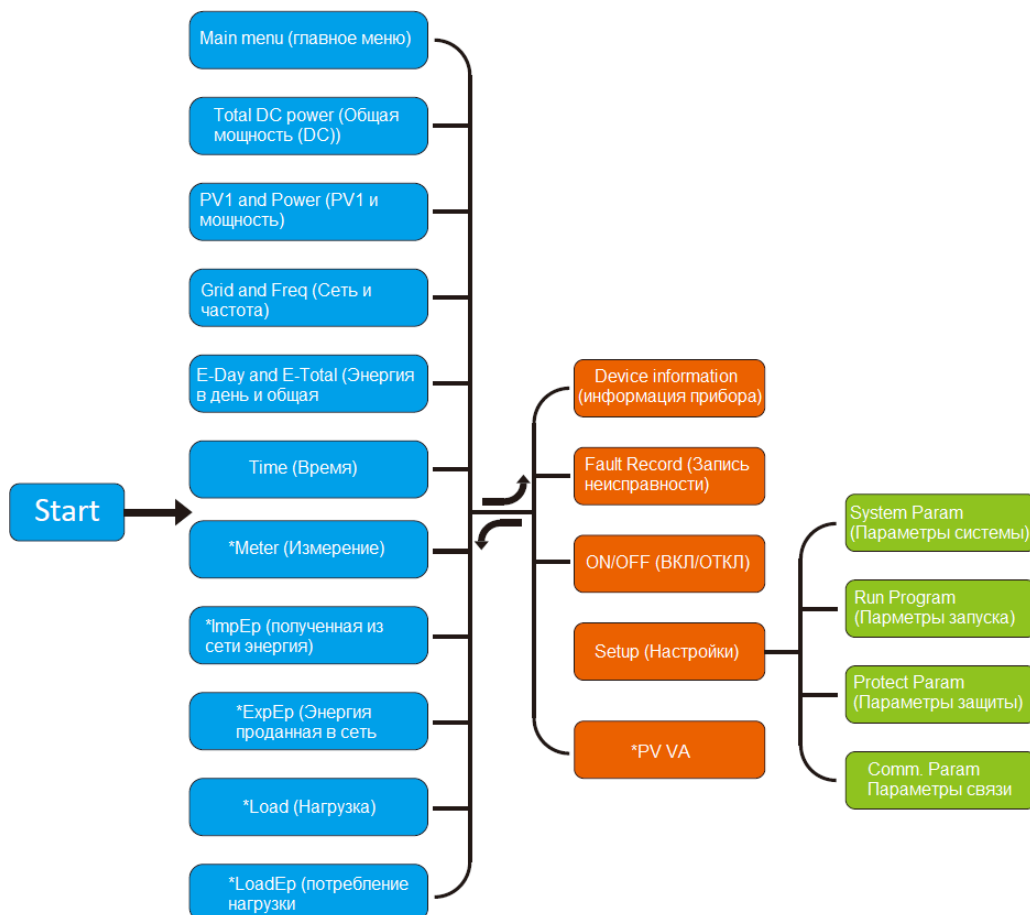 Main menu (главное меню)
Total DC power (Общая
мощность (DC))
PV1 and Power (PV1 и
мощность)
Grid and Freq (Сеть и
частота)
E-Day and E-Total (Энергия
в день и общая
Time (Время)
Start
*Meter (Измерение)
*ImpEp (полученная из
сети энергия)
*ExpEp (Энергия
проданная в сеть
*Load (Нагрузка)
*LoadEp (потребление
нагрузки
Device information
(информация прибора)
Fault Record (Запись
неисправности)
ON/OFF (ВКЛ/ОТКЛ)
Setup (Настройки)
*PV VA
System Param
(Параметры системы)
Run Program
(Парметры запуска)
Protect Param
(Параметры защиты)
Comm. Param
Параметры связи